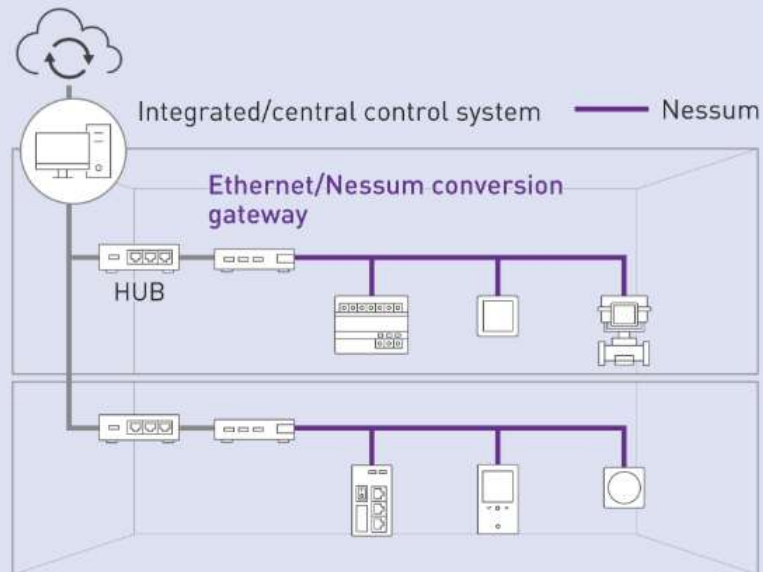 Integrated/central control system
Nessum
Ethernet/Nessum conversion
gateway
HUB